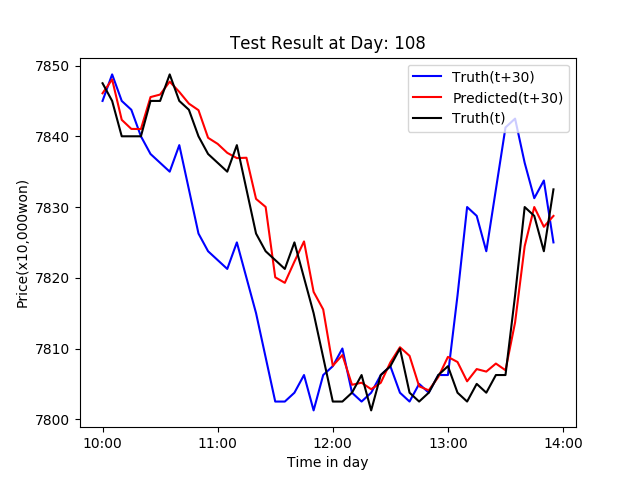 Test Result at Day: 108
Price(x10,000won)
7850
7840
7830
7820
7810
7800
Truth(t+30)
Predicted(t+30)
Truth(t)
10:00 11:00 12:00 13:00 14:00
Time in day